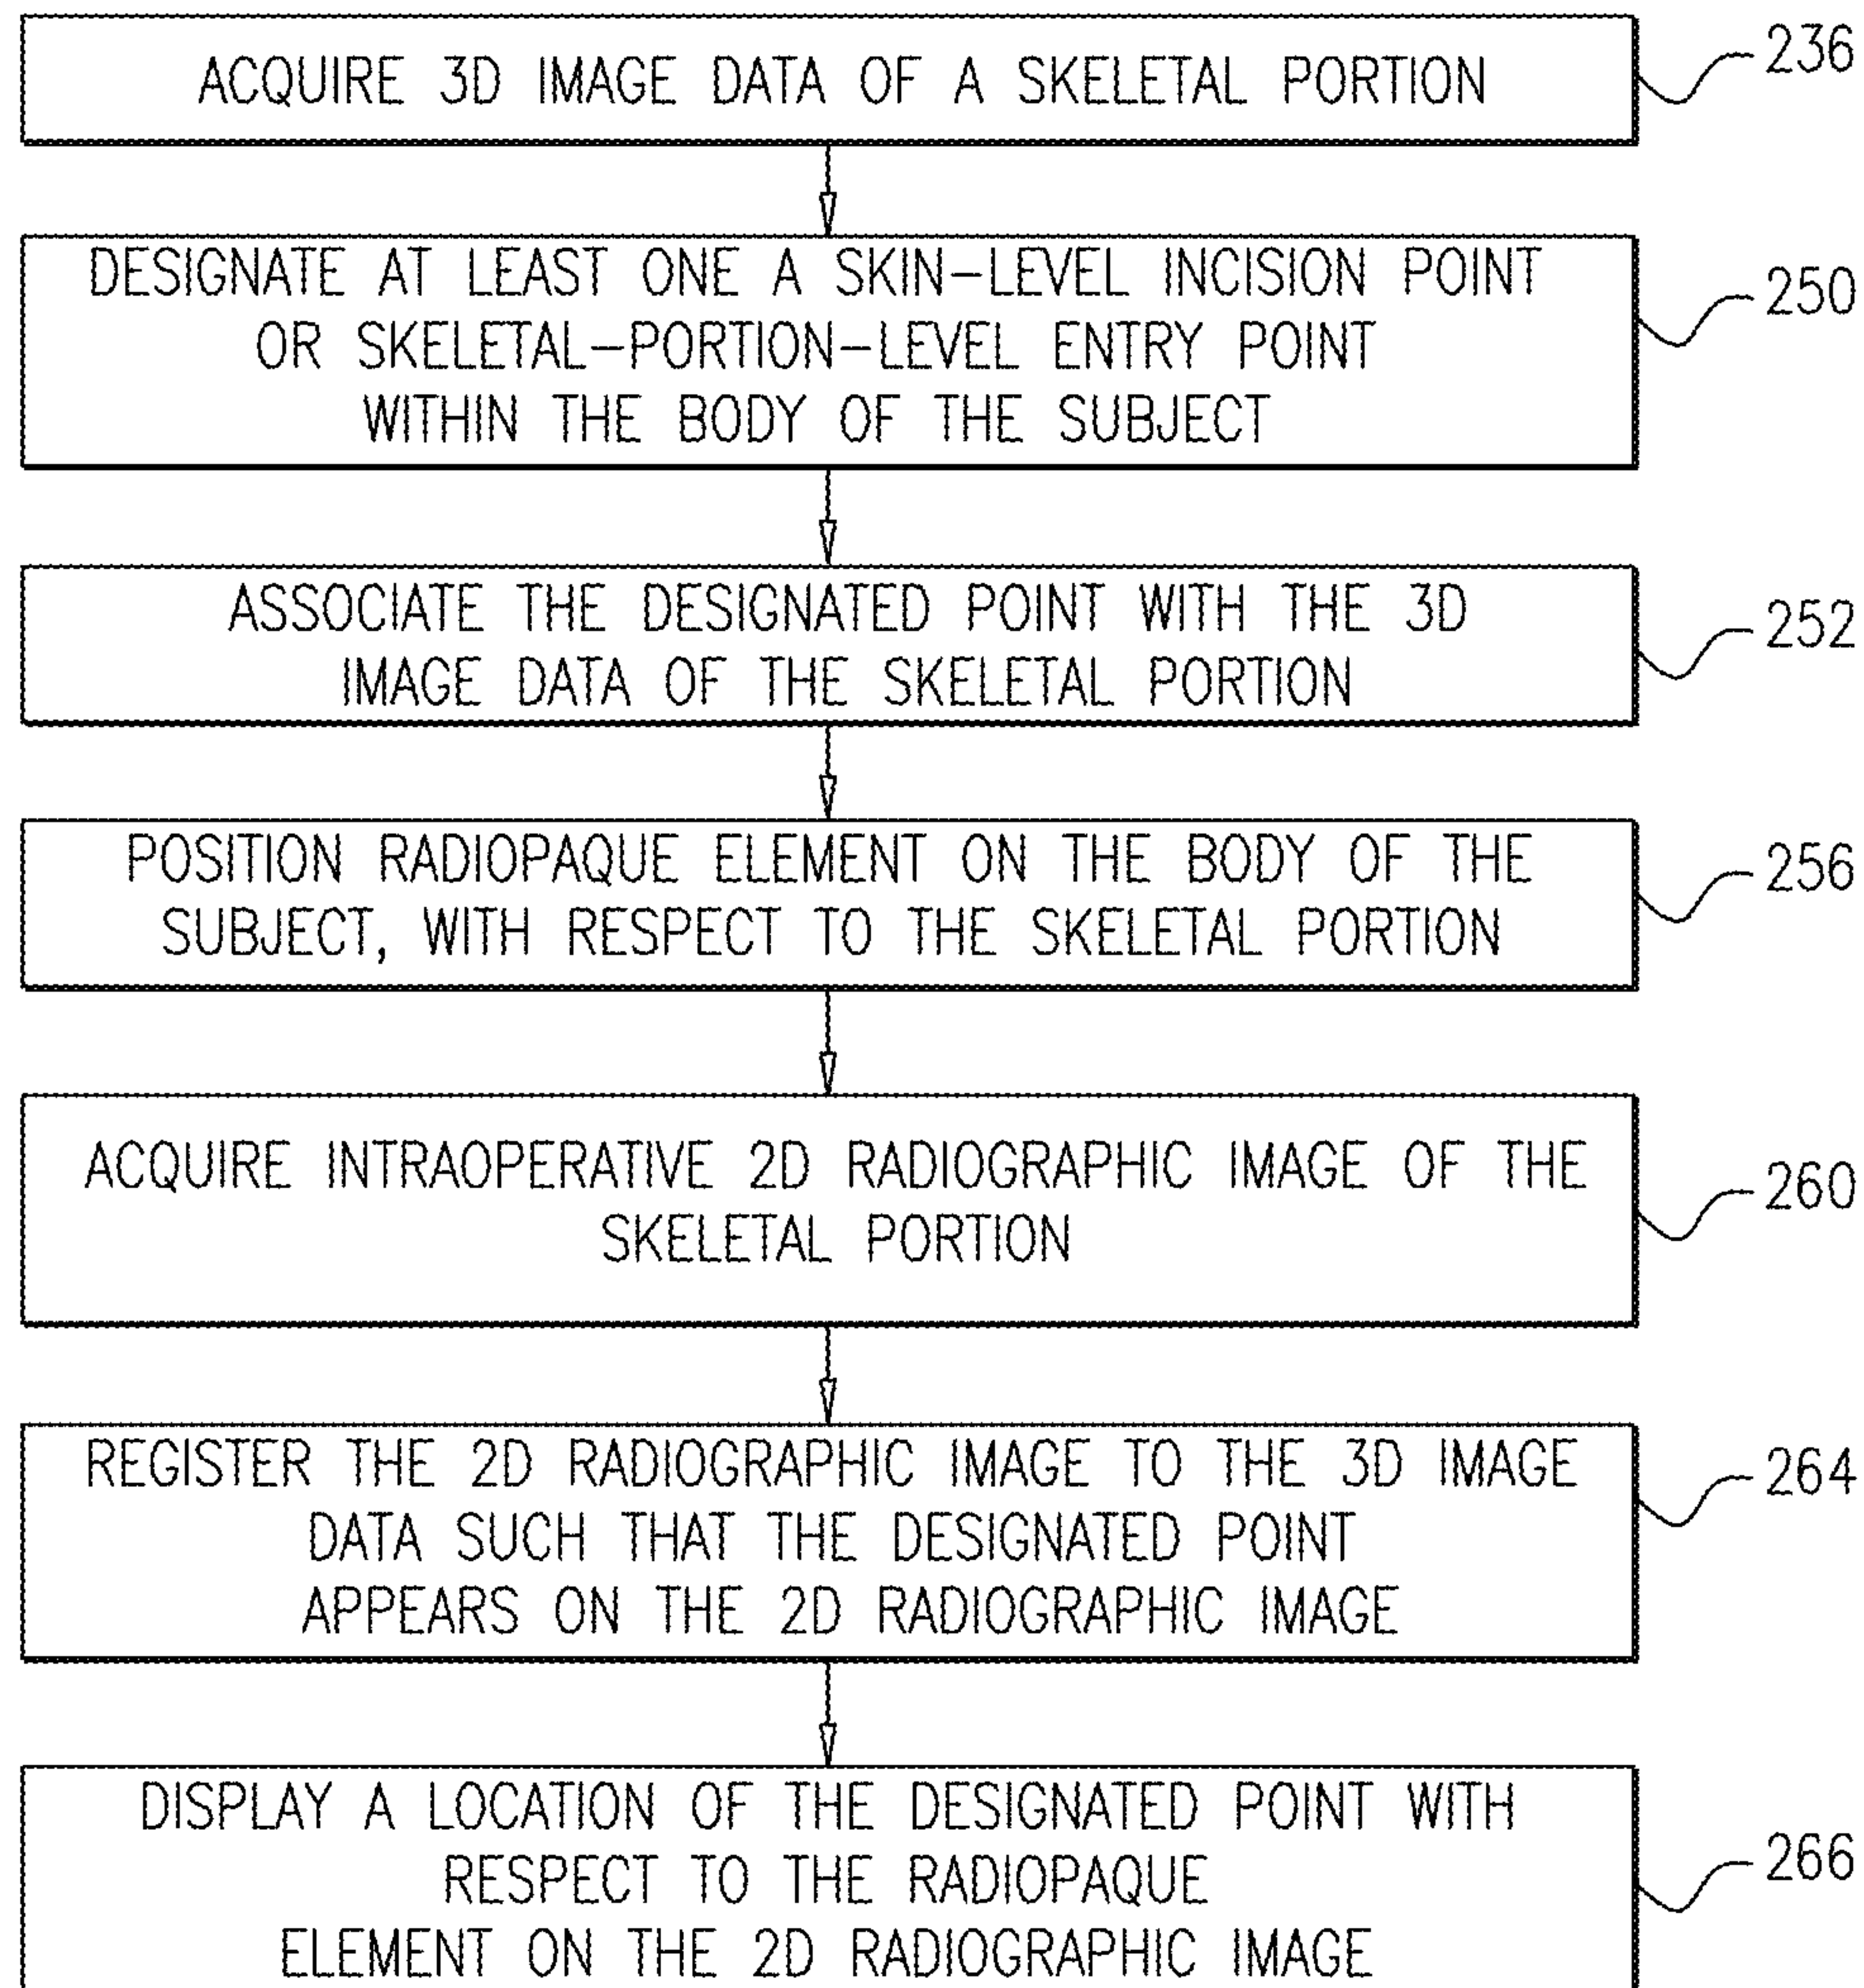 ACQUIRE 3D IMAGE DATA OF A SKELETAL PORTION
236
DESIGNATE AT LEAST ONE A SKIN-LEVEL INCISION POINT
OR SKELETAL-PORTION-LEVEL ENTRY POINT
WITHIN THE BODY OF THE SUBJECT
250
ASSOCIATE THE DESIGNATED POINT WITH THE 3D
IMAGE DATA OF THE SKELETAL PORTION
252
POSITION RADIOPAQUE ELEMENT ON THE BODY OF THE
SUBJECT, WITH RESPECT TO THE SKELETAL PORTION
256
ACQUIRE INTRAOPERATIVE 2D RADIOGRAPHIC IMAGE OF THE
SKELETAL PORTION
260
REGISTER THE 2D RADIOGRAPHIC IMAGE TO THE 3D IMAGE
DATA SUCH THAT THE DESIGNATED POINT
APPEARS ON THE 2D RADIOGRAPHIC IMAGE
264
DISPLAY A LOCATION OF THE DESIGNATED POINT WITH
RESPECT TO THE RADIOPAQUE
ELEMENT ON THE 2D RADIOGRAPHIC IMAGE
266